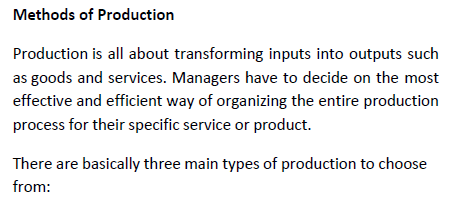 Methods of Production
Production is all about transforming inputs into outputs such
as goods and services. Managers have to decide on the most
effective and efficient way of organizing the entire production
process for their specific service or product.
There are basically three main types of production to choose
from: